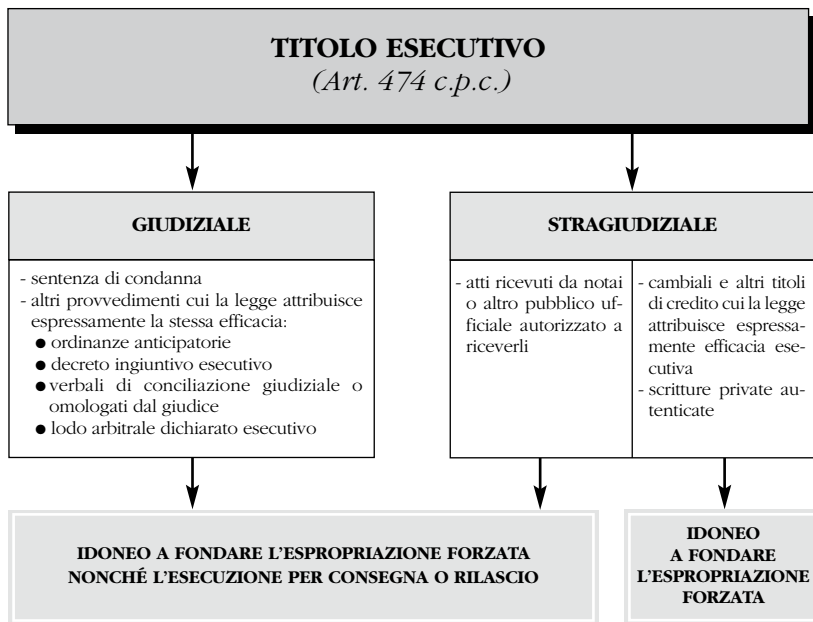 TITOLO ESECUTIVO
(Art. 474 c.p.c.)
GIUDIZIALE
- sentenza di condanna
- altri provvedimenti cui la legge attribuisce
espressamente la stessa efficacia:
● ordinanze anticipatorie
● decreto ingiuntivo esecutivo
● verbali di conciliazione giudiziale o
omologati dal giudice
● lodo arbitrale dichiarato esecutivo
STRAGIUDIZIALE
- atti ricevuti da notai
o altro pubblico uf-
ficiale autorizzato a
riceverli
- cambiali e altri titoli
di credito cui la legge
attribuisce espressa-
mente efficacia ese-
cutiva
- scritture private au-
tenticate
IDONEO A FONDARE L'ESPROPRIAZIONE FORZATA
NONCHÉ L'ESECUZIONE PER CONSEGNA O RILASCIO
IDONEO
A FONDARE
L'ESPROPRIAZIONE
FORZATA